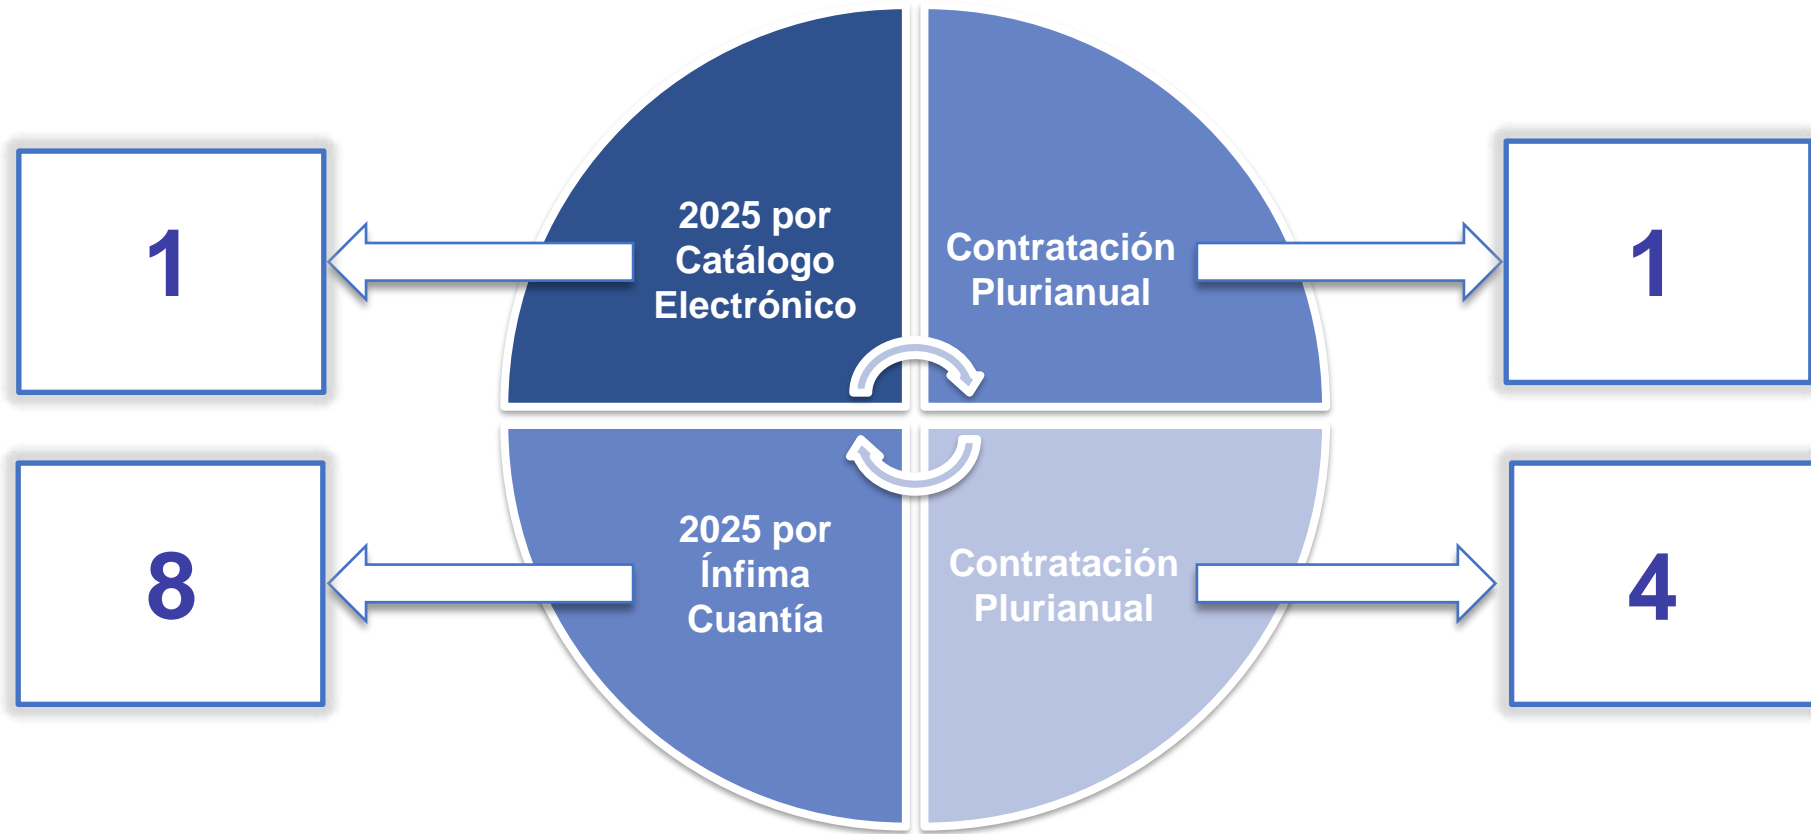 1
2025 por
Catálogo
Electrónico
Contratación
Plurianual
1
8
2025 por
Ínfima
Cuantía
Contratación
Plurianual
4